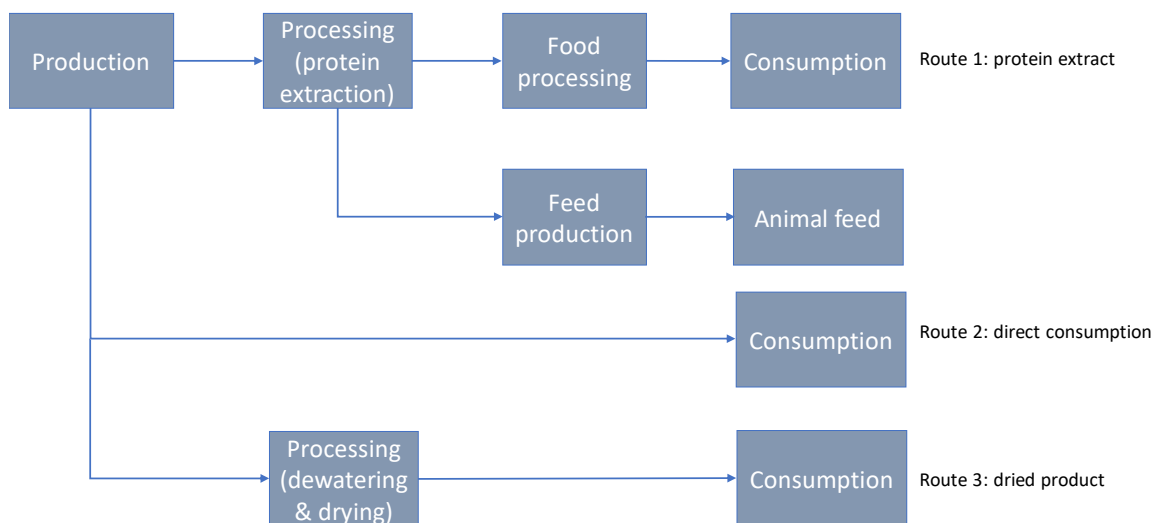 Production
Processing
(protein
extraction)
Food
processing
Consumption
Route 1: protein extract
Feed
production
Animal feed
Consumption
Route 2: direct consumption
Processing
(dewatering
& drying)
Consumption
Route 3: dried product